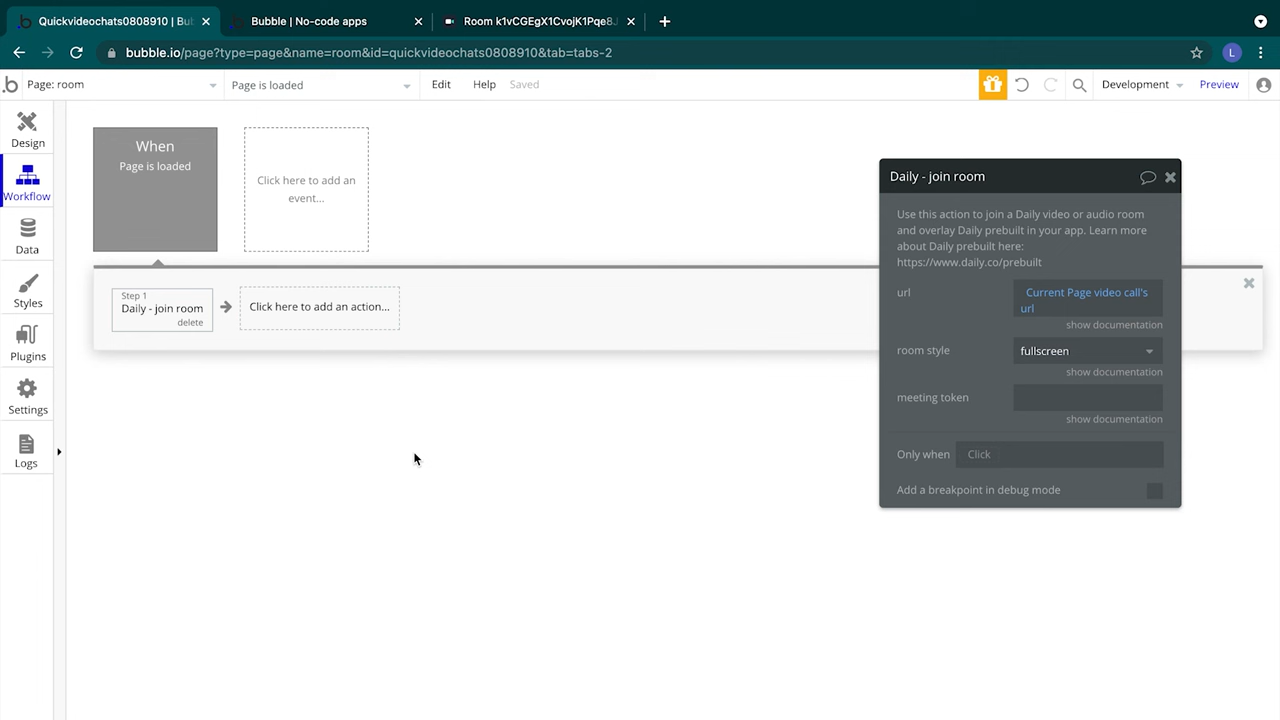 Quickvideochats0808910 | Bu
Bubble | No-code apps
Room k1vCGEgX1CvojK1Pqe8J
bubble.io/page?type=page&name=room&id=quickvideochats0808910&tab=tabs-2
L
b
Page: room
Page is loaded
Edit
Help
Saved
Development
Preview
Design
Workflow
Data
Styles
Plugins
Settings
Logs
When
Page is loaded
Click here to add an
event...
Step 1
Daily - join room
delete
Click here to add an action...
Daily - join room
Use this action to join a Daily video or audio room
and overlay Daily prebuilt in your app. Learn more
about Daily prebuilt here:
https://www.daily.co/prebuilt
url
Current Page video call's
url
show documentation
room style
fullscreen
show documentation
meeting token
show documentation
Only when
Click
Add a breakpoint in debug mode